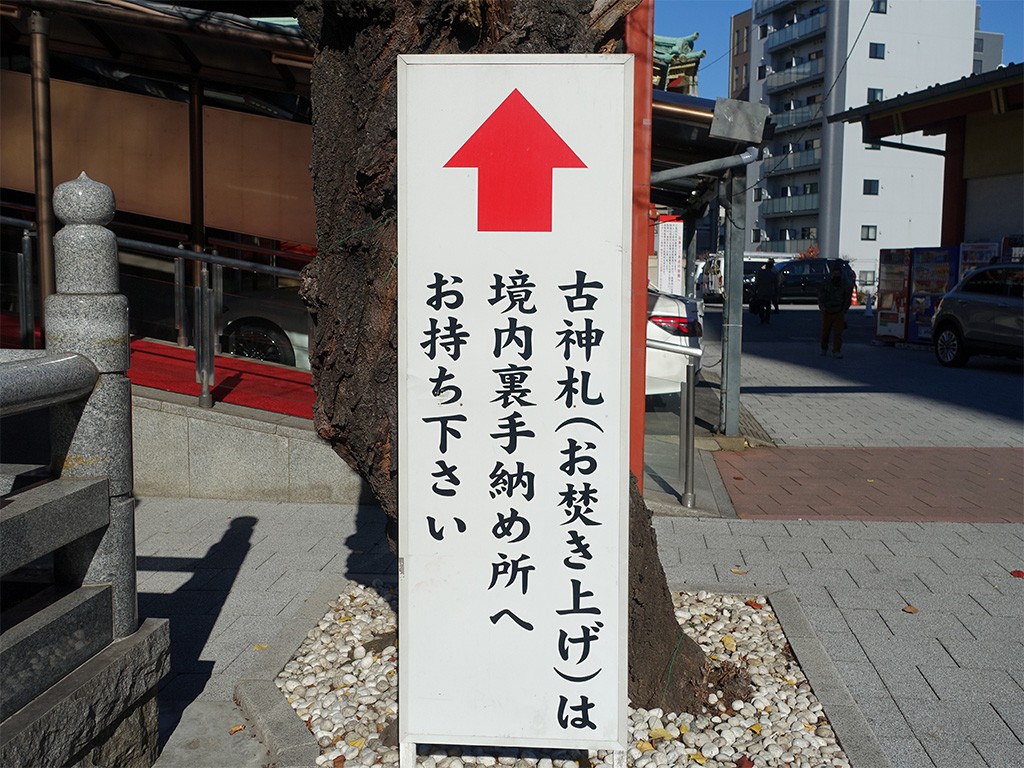 古神札(お焚き上げ)は
境内裏手納め所へ
お持ち下さい